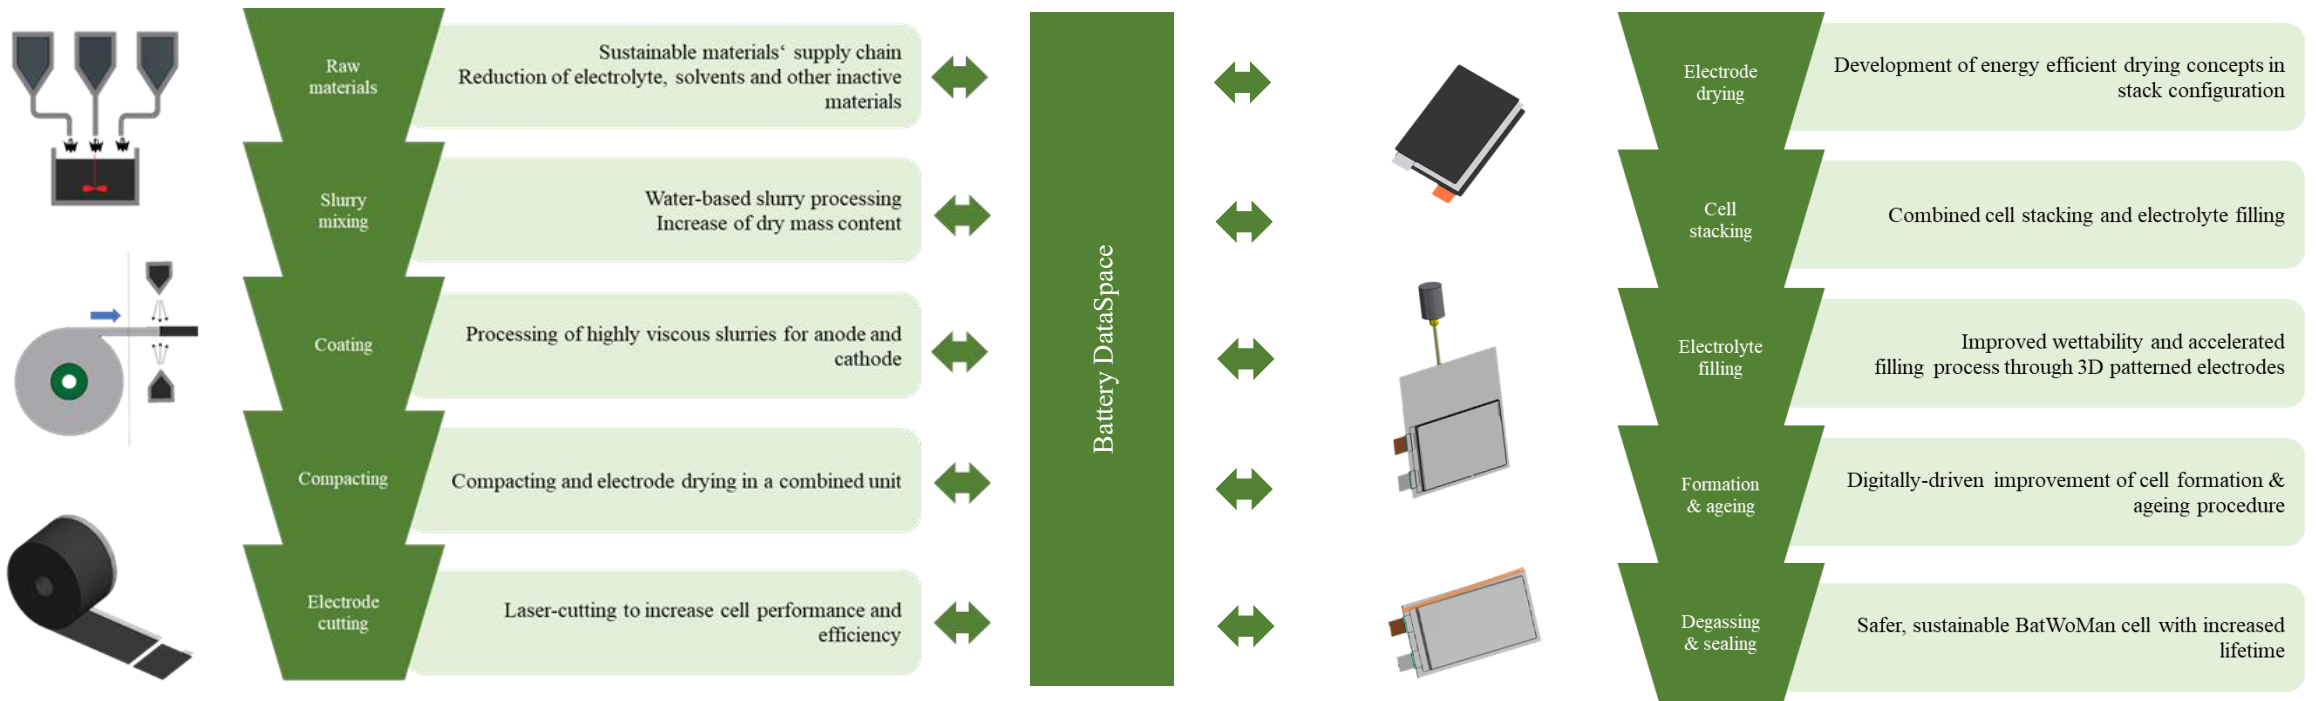 Raw
materials
Sustainable materials‘ supply chain
Reduction of electrolyte, solvents and other inactive
materials
Slurry
mixing
Water-based slurry processing
Increase of dry mass content
Coating
Processing of highly viscous slurries for anode and
cathode
Compacting
Compacting and electrode drying in a combined unit
Electrode
cutting
Laser-cutting to increase cell performance and
efficiency
Battery DataSpace
Electrode
drying
Development of energy efficient drying concepts in
stack configuration
Cell
stacking
Combined cell stacking and electrolyte filling
Electrolyte
filling
Improved wettability and accelerated
filling process through 3D patterned electrodes
Formation
& ageing
Digitally-driven improvement of cell formation &
ageing procedure
Degassing
& sealing
Safer, sustainable BatWoMan cell with increased
lifetime